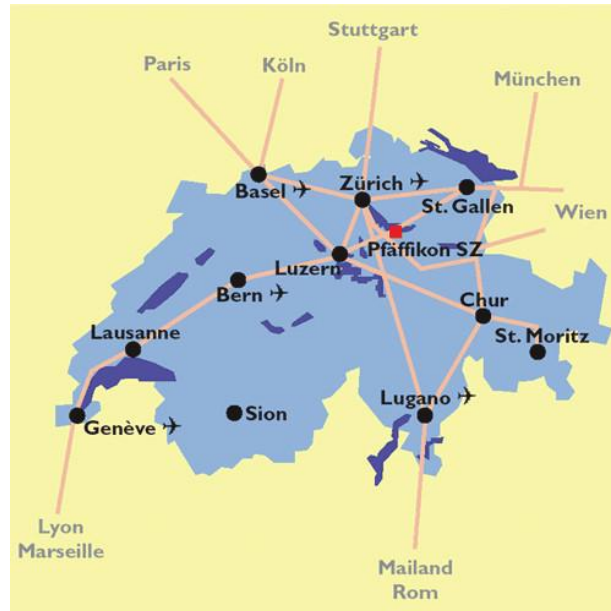 Stuttgart
Paris
Köln
München
Basel ✈
Zürich ✈
St. Gallen
Wien
Pfäffikon SZ
Luzern
Bern ✈
Chur
Lausanne
St. Moritz
Lugano ✈
Genève ✈
Sion
Lyon
Marseille
Mailand
Rom